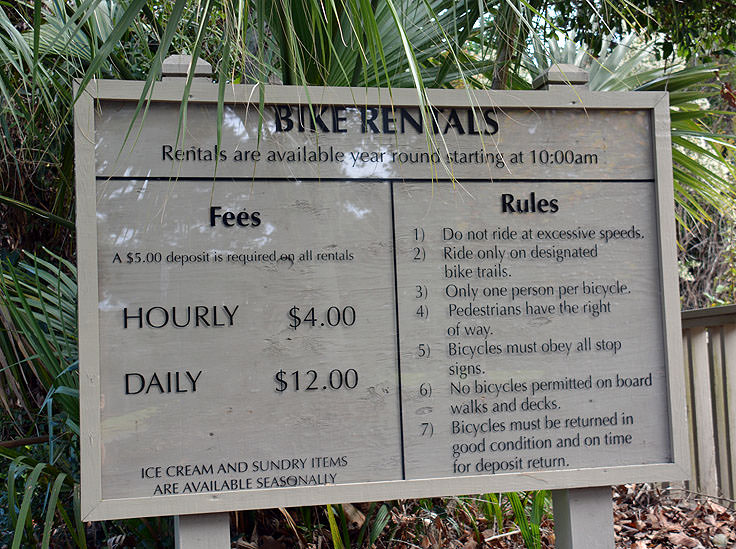 BIKE RENTALS
Rentals are available year round starting at 10:00am
Fees
A $5.00 deposit is required on all rentals
HOURLY $4.00
DAILY $12.00
ICE CREAM AND SUNDRY ITEMS
ARE AVAILABLE SEASONALLY
Rules
1) Do not ride at excessive speeds.
2) Ride only on designated
bike trails.
3) Only one person per bicycle.
4) Pedestrians have the right
of way.
5) Bicycles must obey all stop
signs.
6) No bicycles permitted on board
walks and decks.
7) Bicycles must be returned in
good condition and on time
for deposit return.